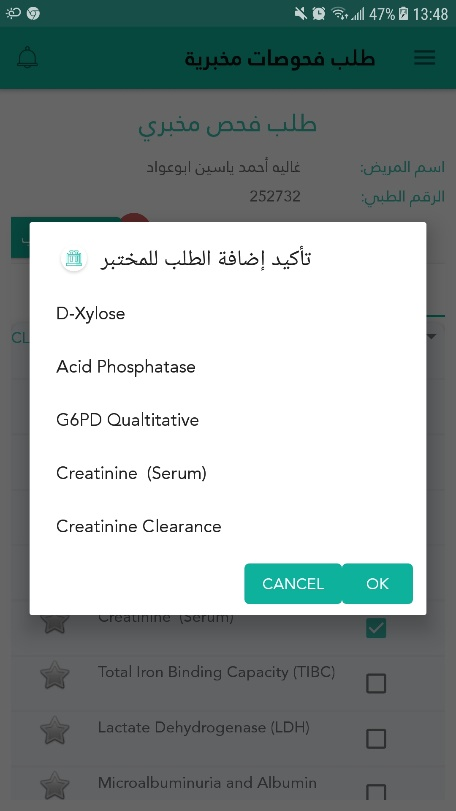 47% 13:48
طلب فحوصات مخبرية
طلب فحص مخبري
اسم المريض: غاليه أحمد ياسين ابوعواد
الرقم الطبي: 252732
تأكيد إضافة الطلب للمختبر
D-Xylose
Acid Phosphatase
G6PD Qualtitative
Creatinine (Serum)
Creatinine Clearance
CANCEL OK
Creatinine (Serum)
Total Iron Binding Capacity (TIBC)
Lactate Dehydrogenase (LDH)
Microalbuminuria and Albumin